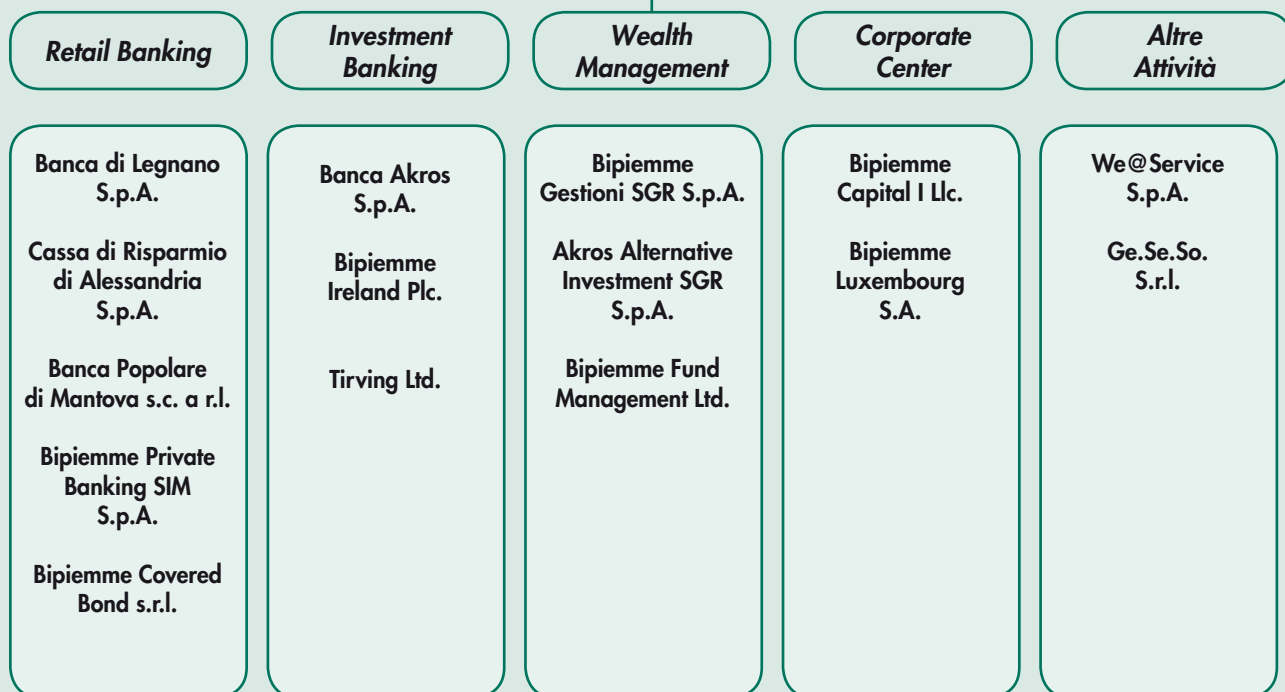 Retail Banking
Investment
Banking
Wealth
Management
Corporate
Center
Altre
Attività
Banca di Legnano
S.p.A.
Cassa di Risparmio
di Alessandria
S.p.A.
Banca Popolare
di Mantova s.c. a r.l.
Bipiemme Private
Banking SIM
S.p.A.
Bipiemme Covered
Bond s.r.l.
Banca Akros
S.p.A.
Bipiemme
Ireland Plc.
Tirving Ltd.
Bipiemme
Gestioni SGR S.p.A.
Akros Alternative
Investment SGR
S.p.A.
Bipiemme Fund
Management Ltd.
Bipiemme
Capital I Llc.
Bipiemme
Luxembourg
S.A.
We@Service
S.p.A.
Ge.Se.So.
S.r.l.